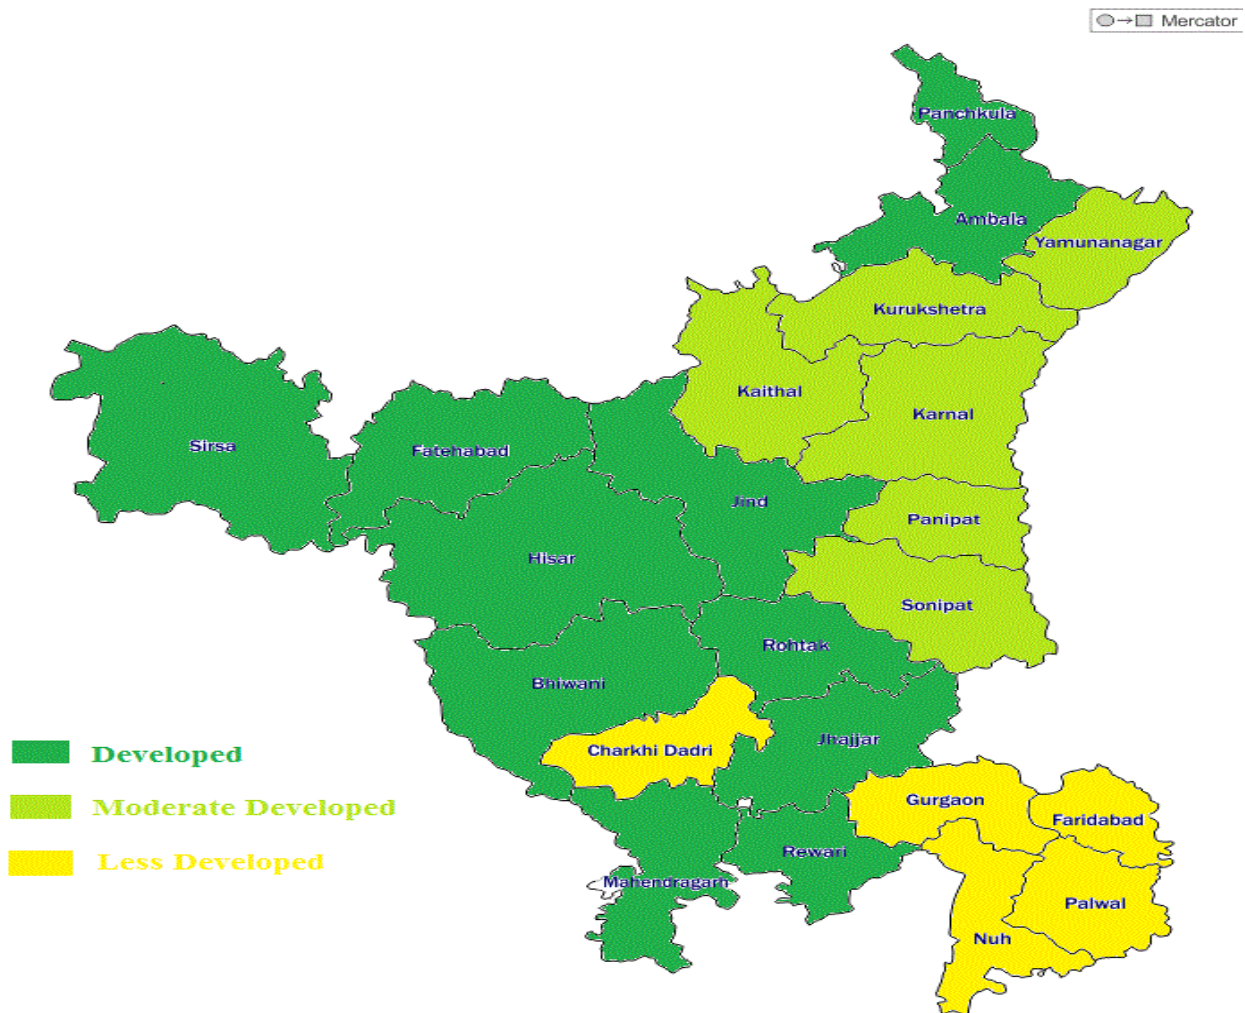 Mercator
Panchkula
Ambala
Yamunanagar
Kurukshetra
Kaithal
Karnal
Sirsa
Fatehabad
Jind
Panipat
Hisar
Sonipat
Rohtak
Bhiwani
Charkhi Dadri
Jhajjar
Developed
Moderate Developed
Less Developed
Gurgaon
Faridabad
Rewari
Mahendragarh
Palwal
Nuh